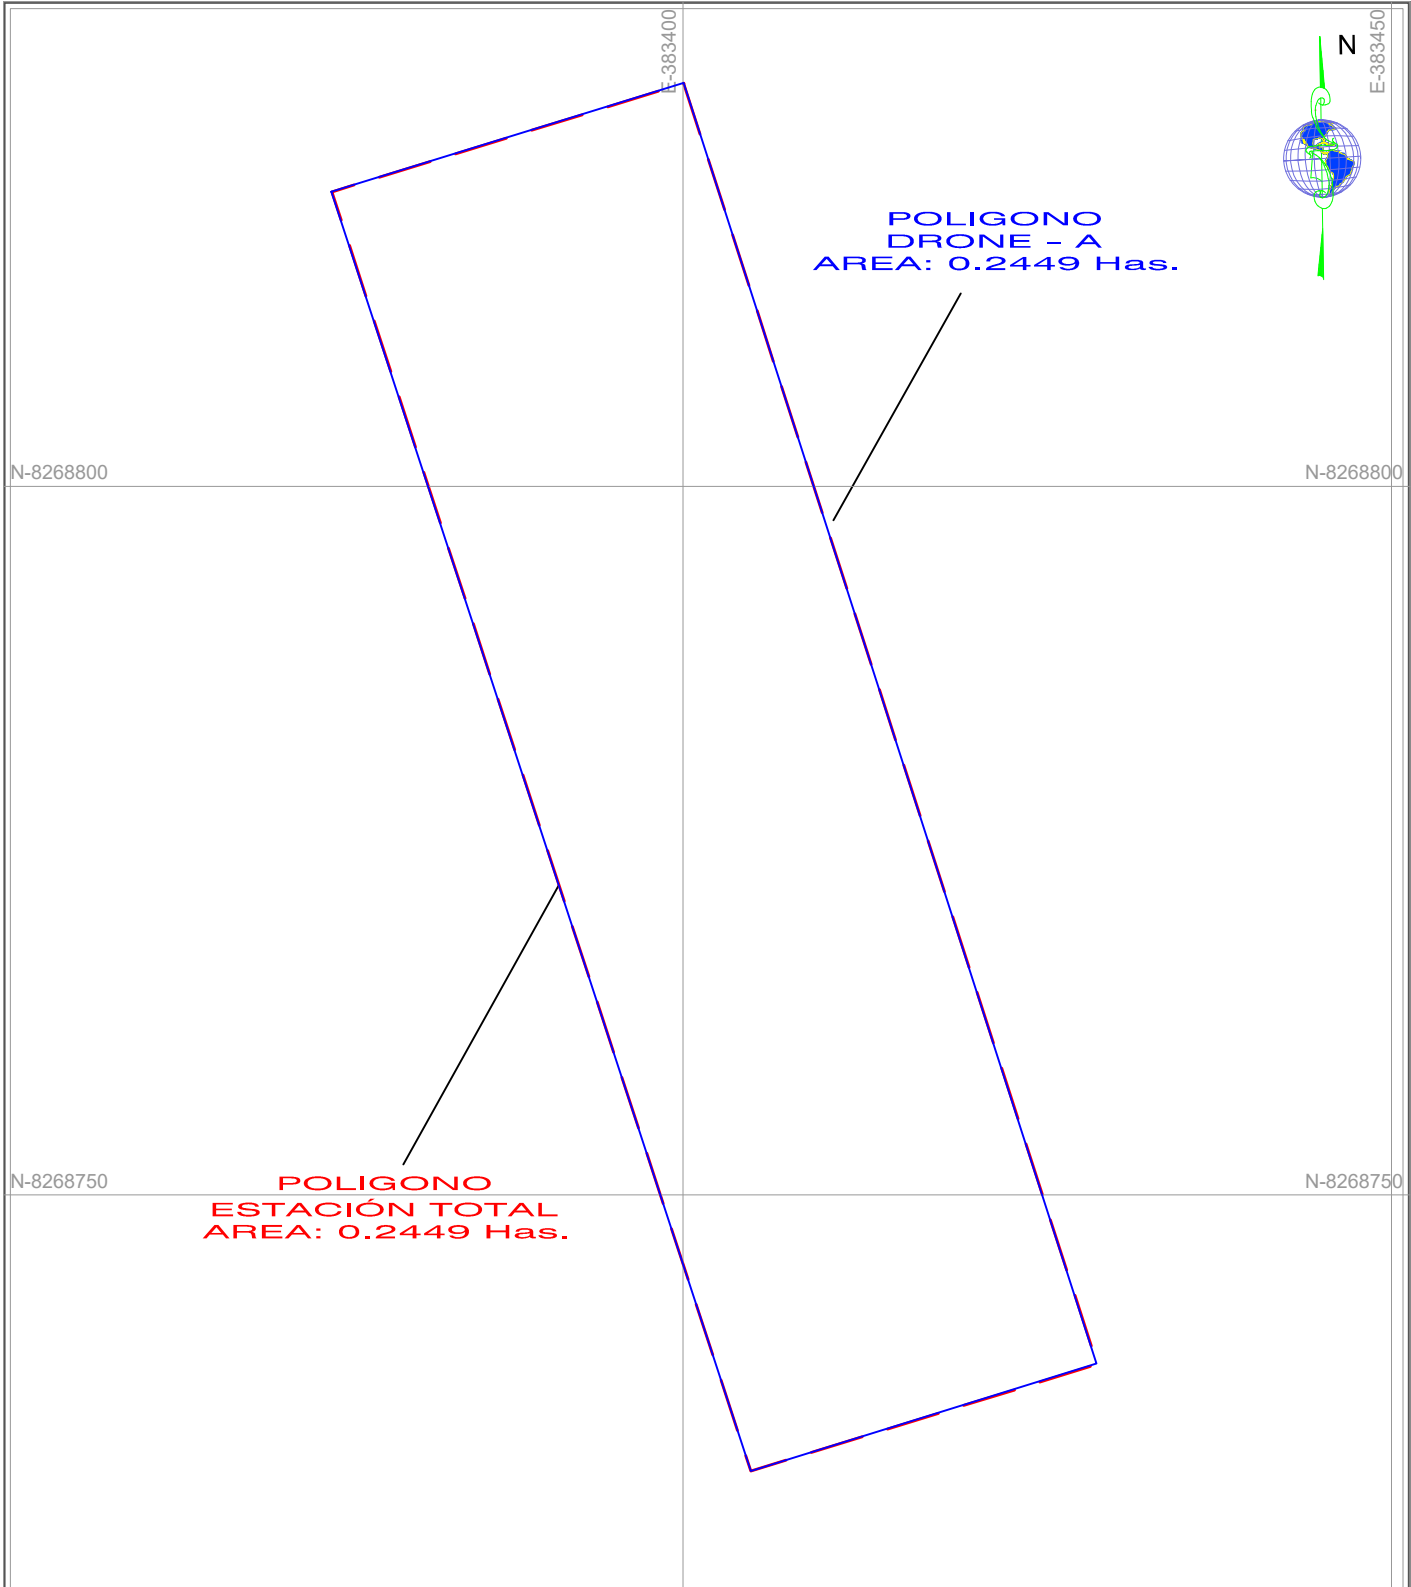 E-383400
E-383450
N
POLIGONO
DRONE - A
AREA: 0.2449 Has.
N-8268800
N-8268800
N-8268750
N-8268750
POLIGONO
ESTACIÓN TOTAL
AREA: 0.2449 Has.